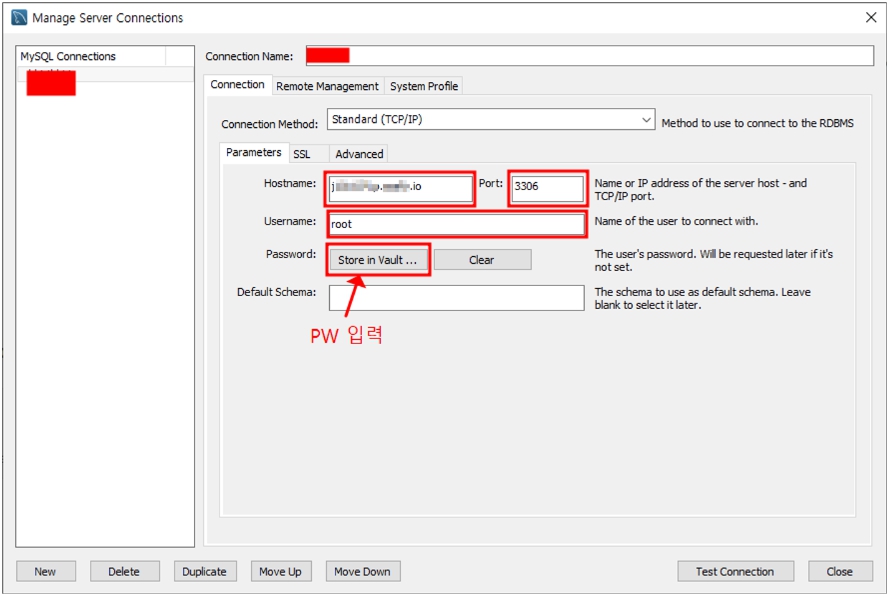 Manage Server Connections
MySQL Connections
Connection Name:
Connection Remote Management System Profile
Connection Method: Standard (TCP/IP) Method to use to connect to the RDBMS
Parameters SSL Advanced
Hostname: .io Port: 3306 Name or IP address of the server host - and
TCP/IP port.
Username: root Name of the user to connect with.
Password: Store in Vault ... Clear The user's password. Will be requested later if it's
not set.
Default Schema: The schema to use as default schema. Leave
blank to select it later.
PW 입력
New Delete Duplicate Move Up Move Down Test Connection Close